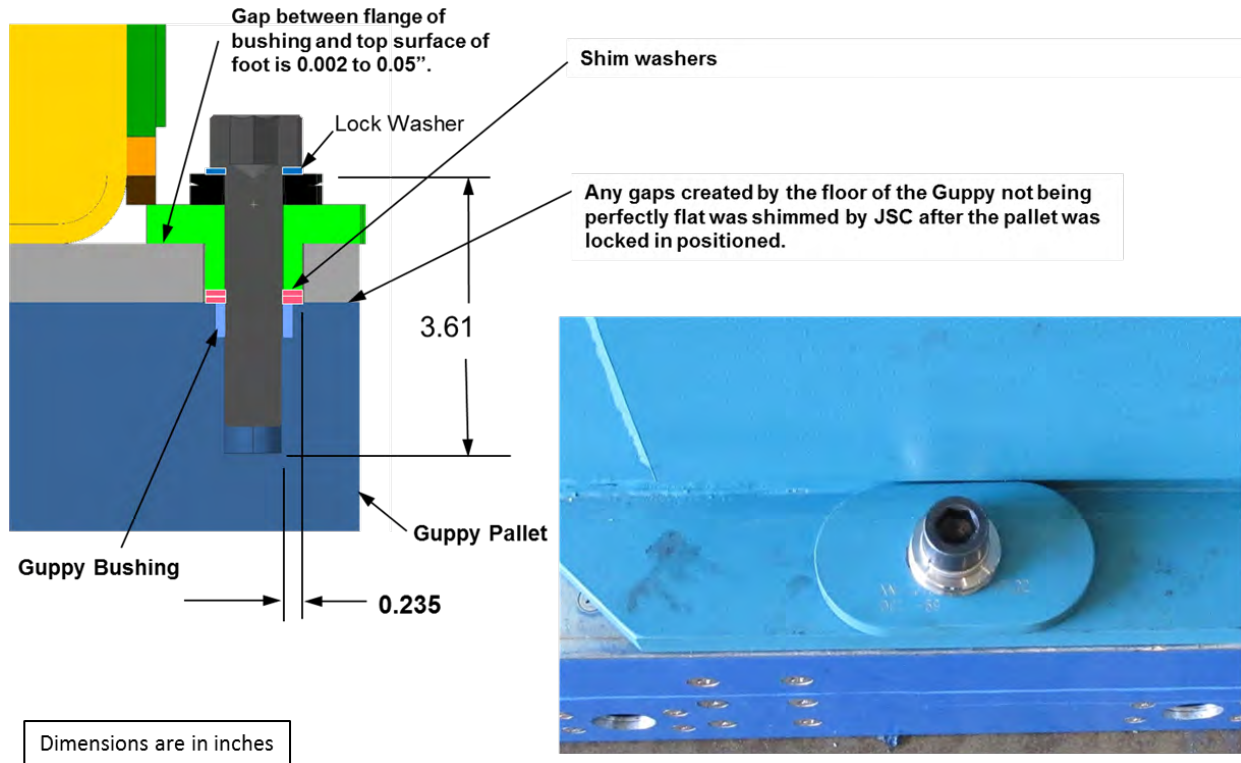 Gap between flange of
bushing and top surface of
foot is 0.002 to 0.05”.
Shim washers
Lock Washer
Any gaps created by the floor of the Guppy not being
perfectly flat was shimmed by JSC after the pallet was
locked in positioned.
3.61
Guppy Pallet
Guppy Bushing
0.235
Dimensions are in inches